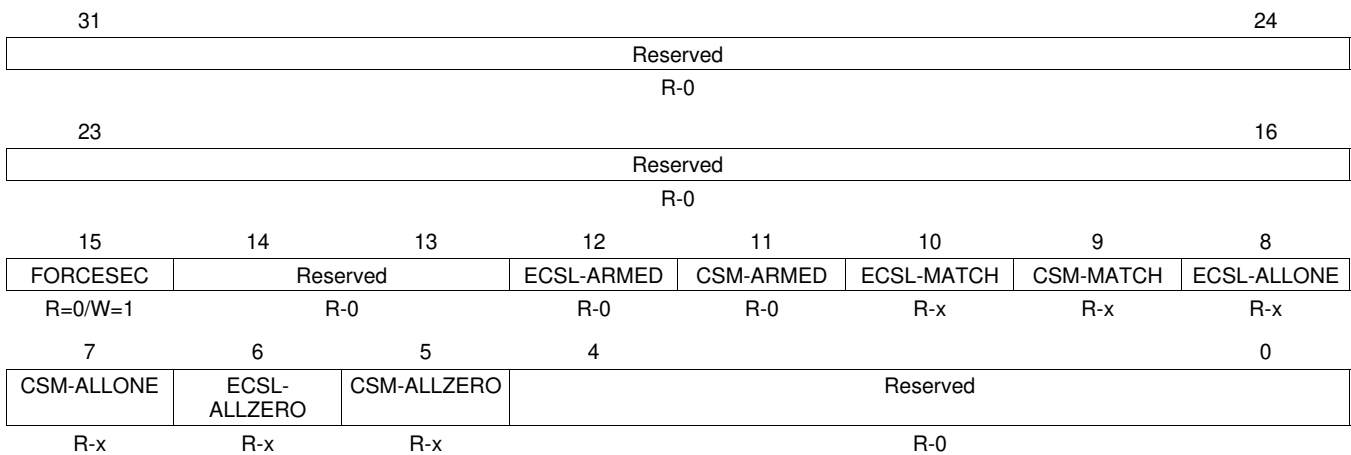 31 24
Reserved
R-0
23 16
Reserved
R-0
15 14 13 12 11 10 9 8
FORCESEC Reserved ECSL-ARMED CSM-ARMED ECSL-MATCH CSM-MATCH ECSL-ALLONE
R=0/W=1 R-0 R-0 R-0 R-x R-x R-x
7 6 5 4 0
CSM-ALLONE ECSL- CSM-ALLZERO Reserved
ALLZERO
R-x R-x R-x R-0